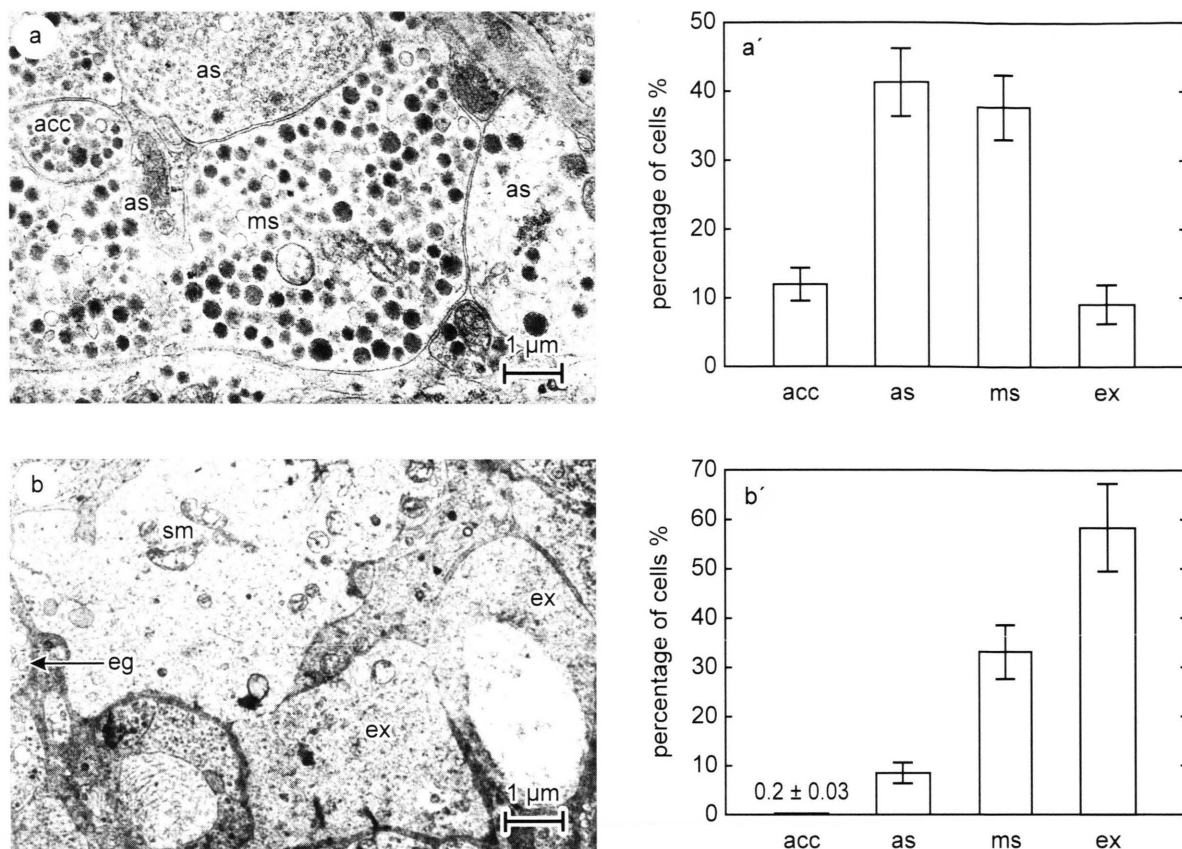 a
as
acc
as
as
ms
1 μm
a´
percentage of cells %
50
40
30
20
10
0
acc as ms ex
b
sm
ex
eg
ex
1 μm
b´
percentage of cells %
70
60
50
40
30
20
10
0
0.2 ± 0.03
acc as ms ex